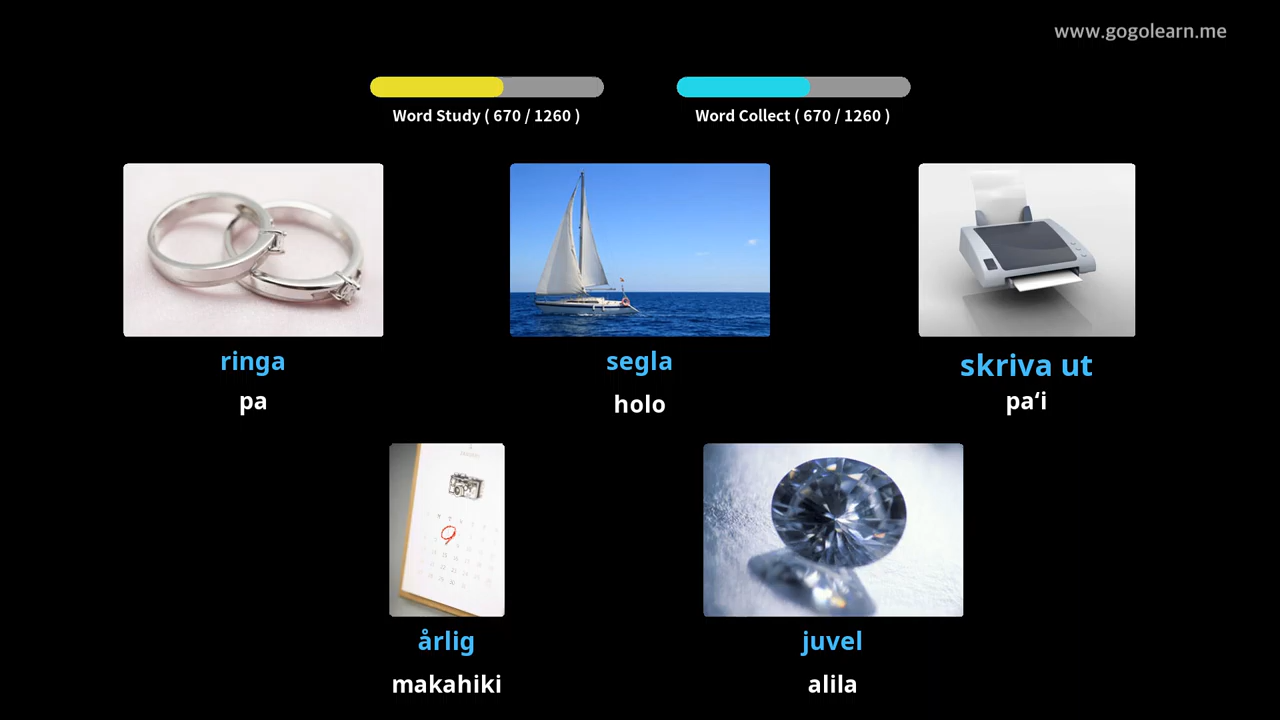 www.gogolearn.me
Word Study ( 670 / 1260 )
Word Collect ( 670 / 1260 )
ringa
pa
segla
holo
skriva ut
paʻi
årlig
makahiki
juvel
alila